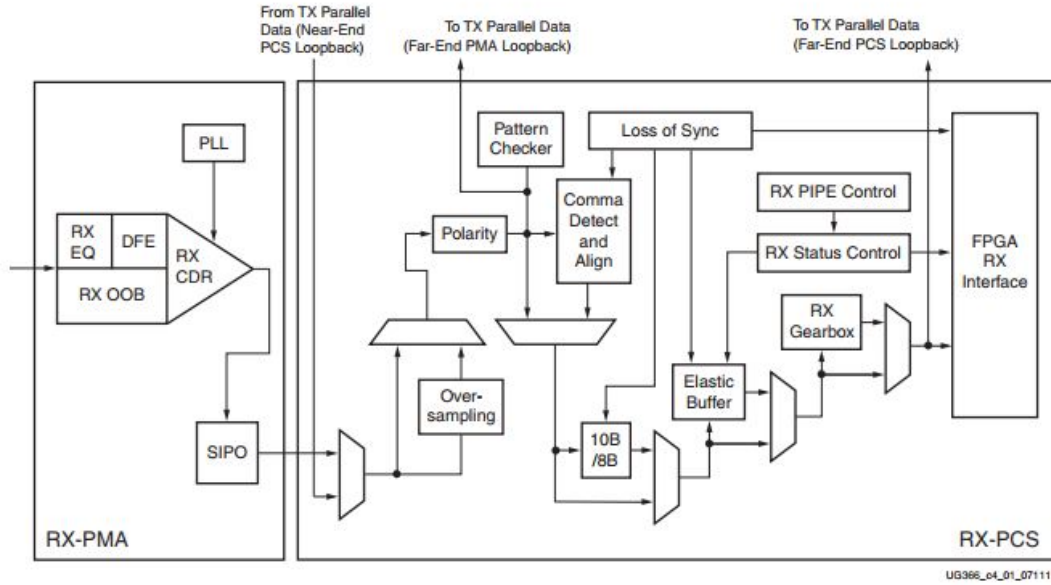 From TX Parallel
Data (Near-End
PCS Loopback)
To TX Parallel Data
(Far-End PMA Loopback)
To TX Parallel Data
(Far-End PCS Loopback)
PLL
RX
EQ
DFE
RX
CDR
RX OOB
SIPO
RX-PMA
Pattern
Checker
Loss of Sync
Comma
Detect
and
Align
Polarity
RX PIPE Control
RX Status Control
FPGA
RX
Interface
RX
Gearbox
Over-
sampling
Elastic
Buffer
10B
/8B
RX-PCS
UG366_c4_01_07111